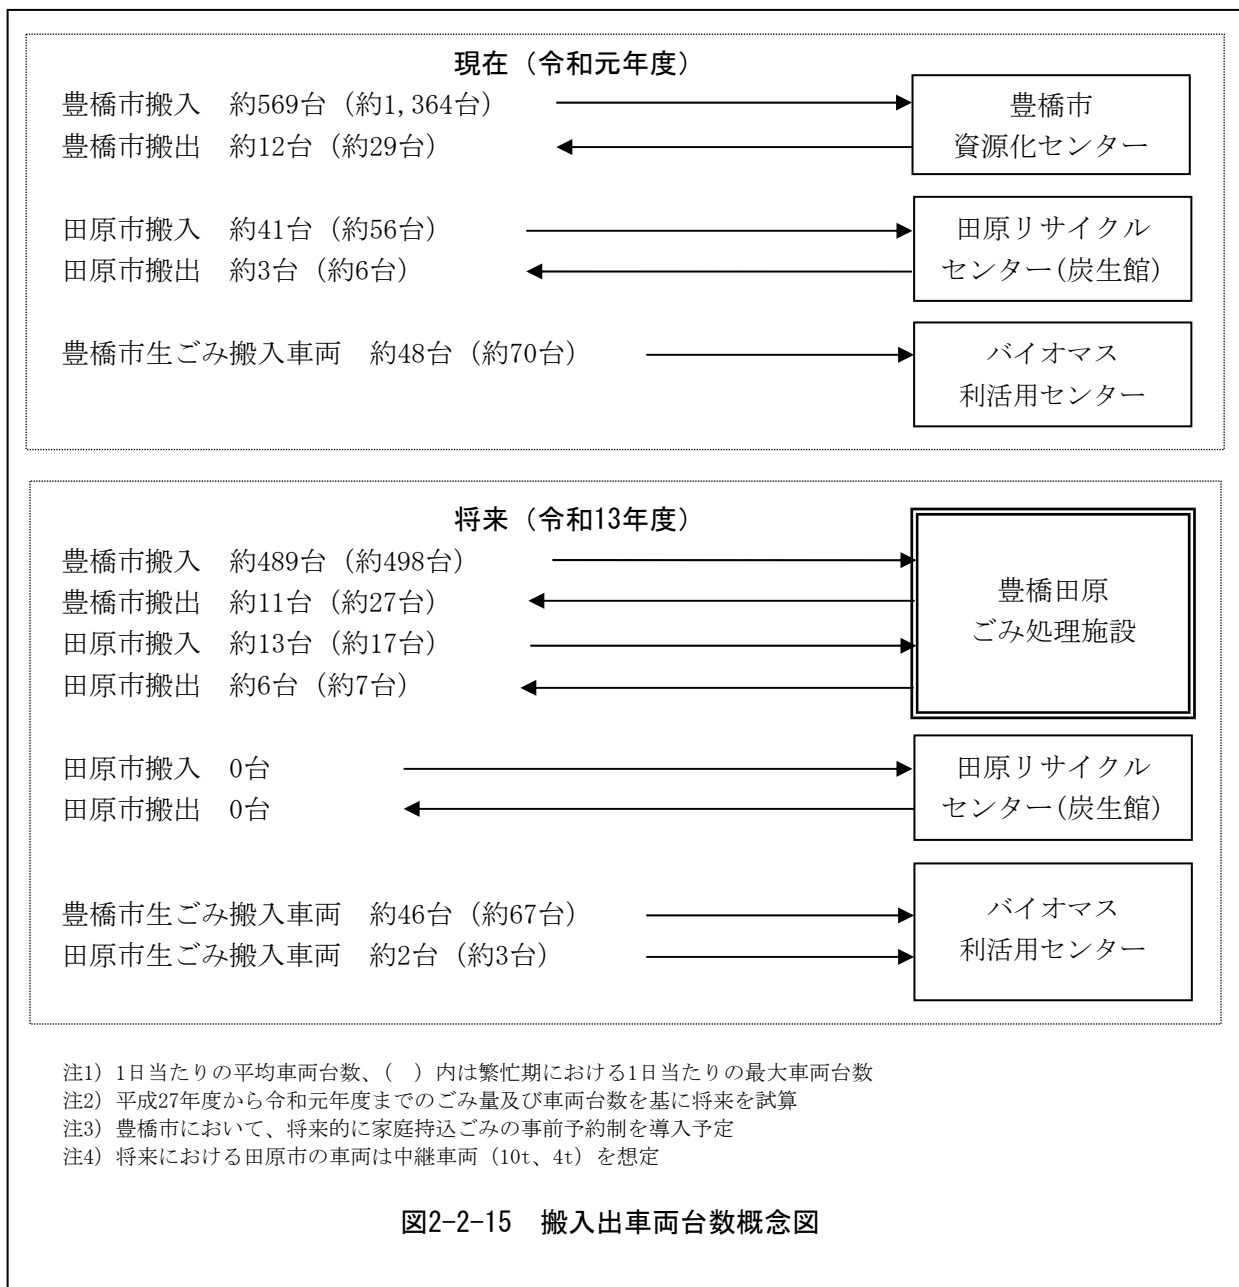 現在（令和元年度）
豊橋市搬入　約569台（約1,364台）
豊橋市搬出　約12台（約29台）
豊橋市
資源化センター
田原市搬入　約41台（約56台）
田原市搬出　約3台（約6台）
田原リサイクル
センター(炭生館)
豊橋市生ごみ搬入車両　約48台（約70台）
バイオマス
利活用センター
将来（令和13年度）
豊橋市搬入　約489台（約498台）
豊橋市搬出　約11台（約27台）
田原市搬入　約13台（約17台）
田原市搬出　約6台（約7台）
豊橋田原
ごみ処理施設
田原市搬入　0台
田原市搬出　0台
田原リサイクル
センター(炭生館)
豊橋市生ごみ搬入車両　約46台（約67台）
田原市生ごみ搬入車両　約2台（約3台）
バイオマス
利活用センター
注1）1日当たりの平均車両台数、（　）内は繁忙期における1日当たりの最大車両台数
注2）平成27年度から令和元年度までのごみ量及び車両台数を基に将来を試算
注3）豊橋市において、将来的に家庭持込ごみの事前予約制を導入予定
注4）将来における田原市の車両は中継車両（10t、4t）を想定
図2-2-15　搬入出車両台数概念図